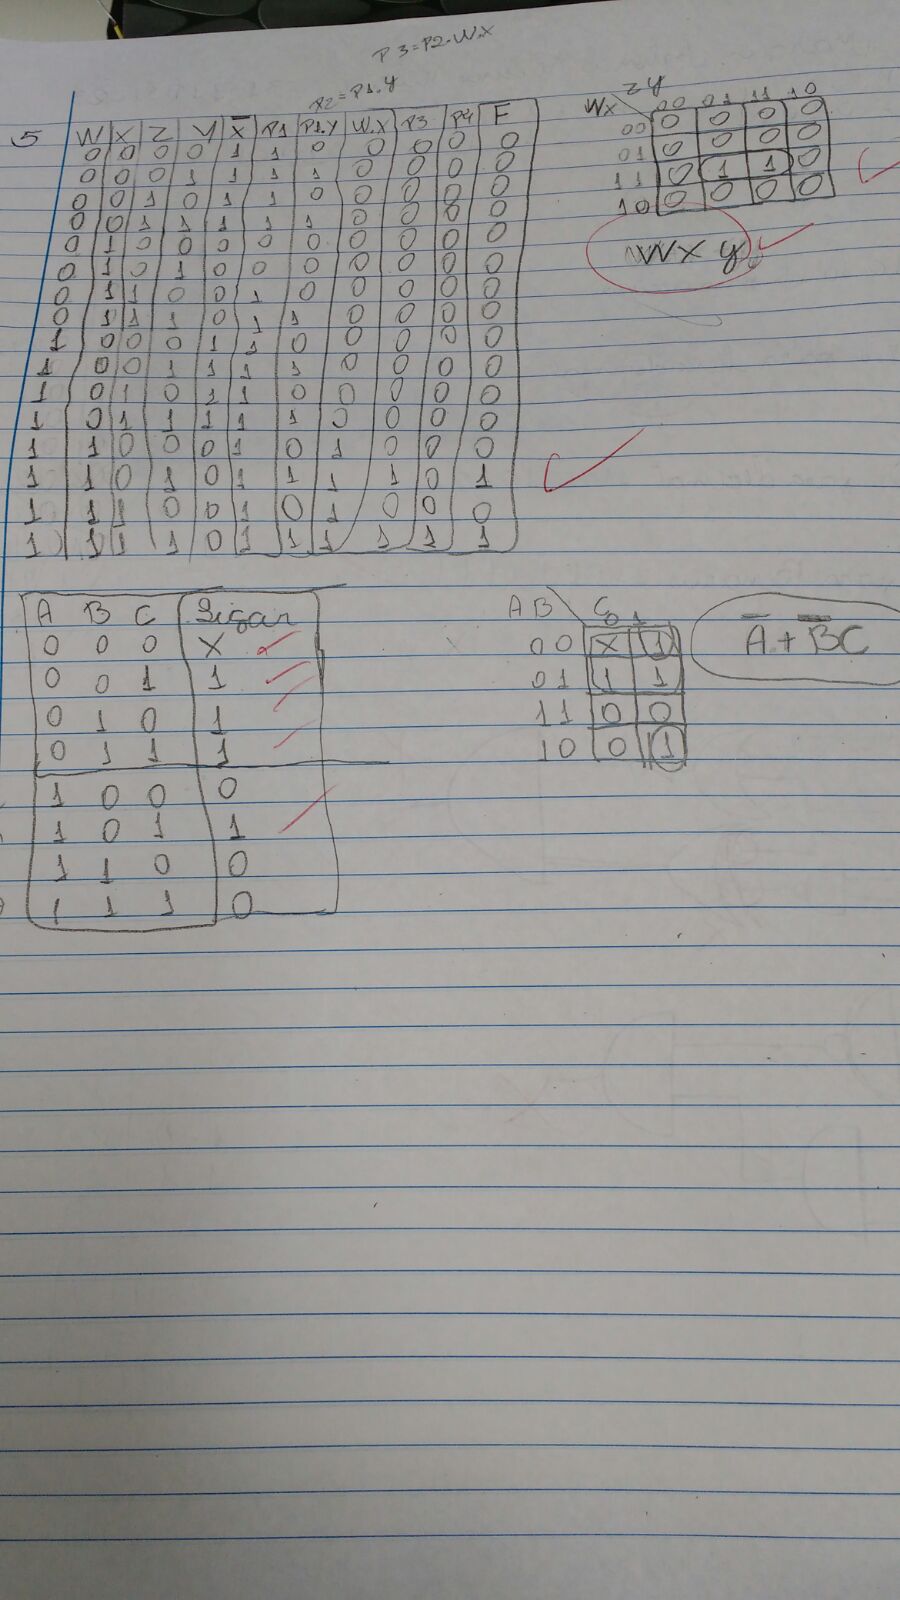 P3=P2.W.X
P2=P1.Y
5 W X Z Y X̄ P1 P1.Y W.X P3 P4 F
0 0 0 0 1 1 0 0 0 0 0
0 0 0 1 1 1 1 0 0 0 0
0 0 1 0 1 1 0 0 0 0 0
0 0 1 1 1 1 1 0 0 0 0
0 1 0 0 0 0 0 0 0 0 0
0 1 0 1 0 0 0 0 0 0 0
0 1 1 0 0 1 0 0 0 0 0
0 1 1 1 0 1 1 0 0 0 0
1 0 0 0 1 1 0 0 0 0 0
1 0 0 1 1 1 1 0 0 0 0
1 0 1 0 1 1 0 0 0 0 0
1 0 1 1 1 1 1 0 0 0 0
1 1 0 0 0 1 0 1 0 0 0
1 1 0 1 0 1 1 1 1 0 1
1 1 1 0 0 1 0 1 0 0 0
1 1 1 1 0 1 1 1 1 1 1
ZY
WX 00 01 11 10
00 0 0 0 0
01 0 0 0 0
11 0 1 1 0
10 0 0 0 0
WXY
A B C Ligar
0 0 0 X
0 0 1 1
0 1 0 1
0 1 1 1
1 0 0 0
1 0 1 1
1 1 0 0
1 1 1 0
AB C
0 1
00 X 1
01 1 1
11 0 0
10 0 1
A̅ + B̅C